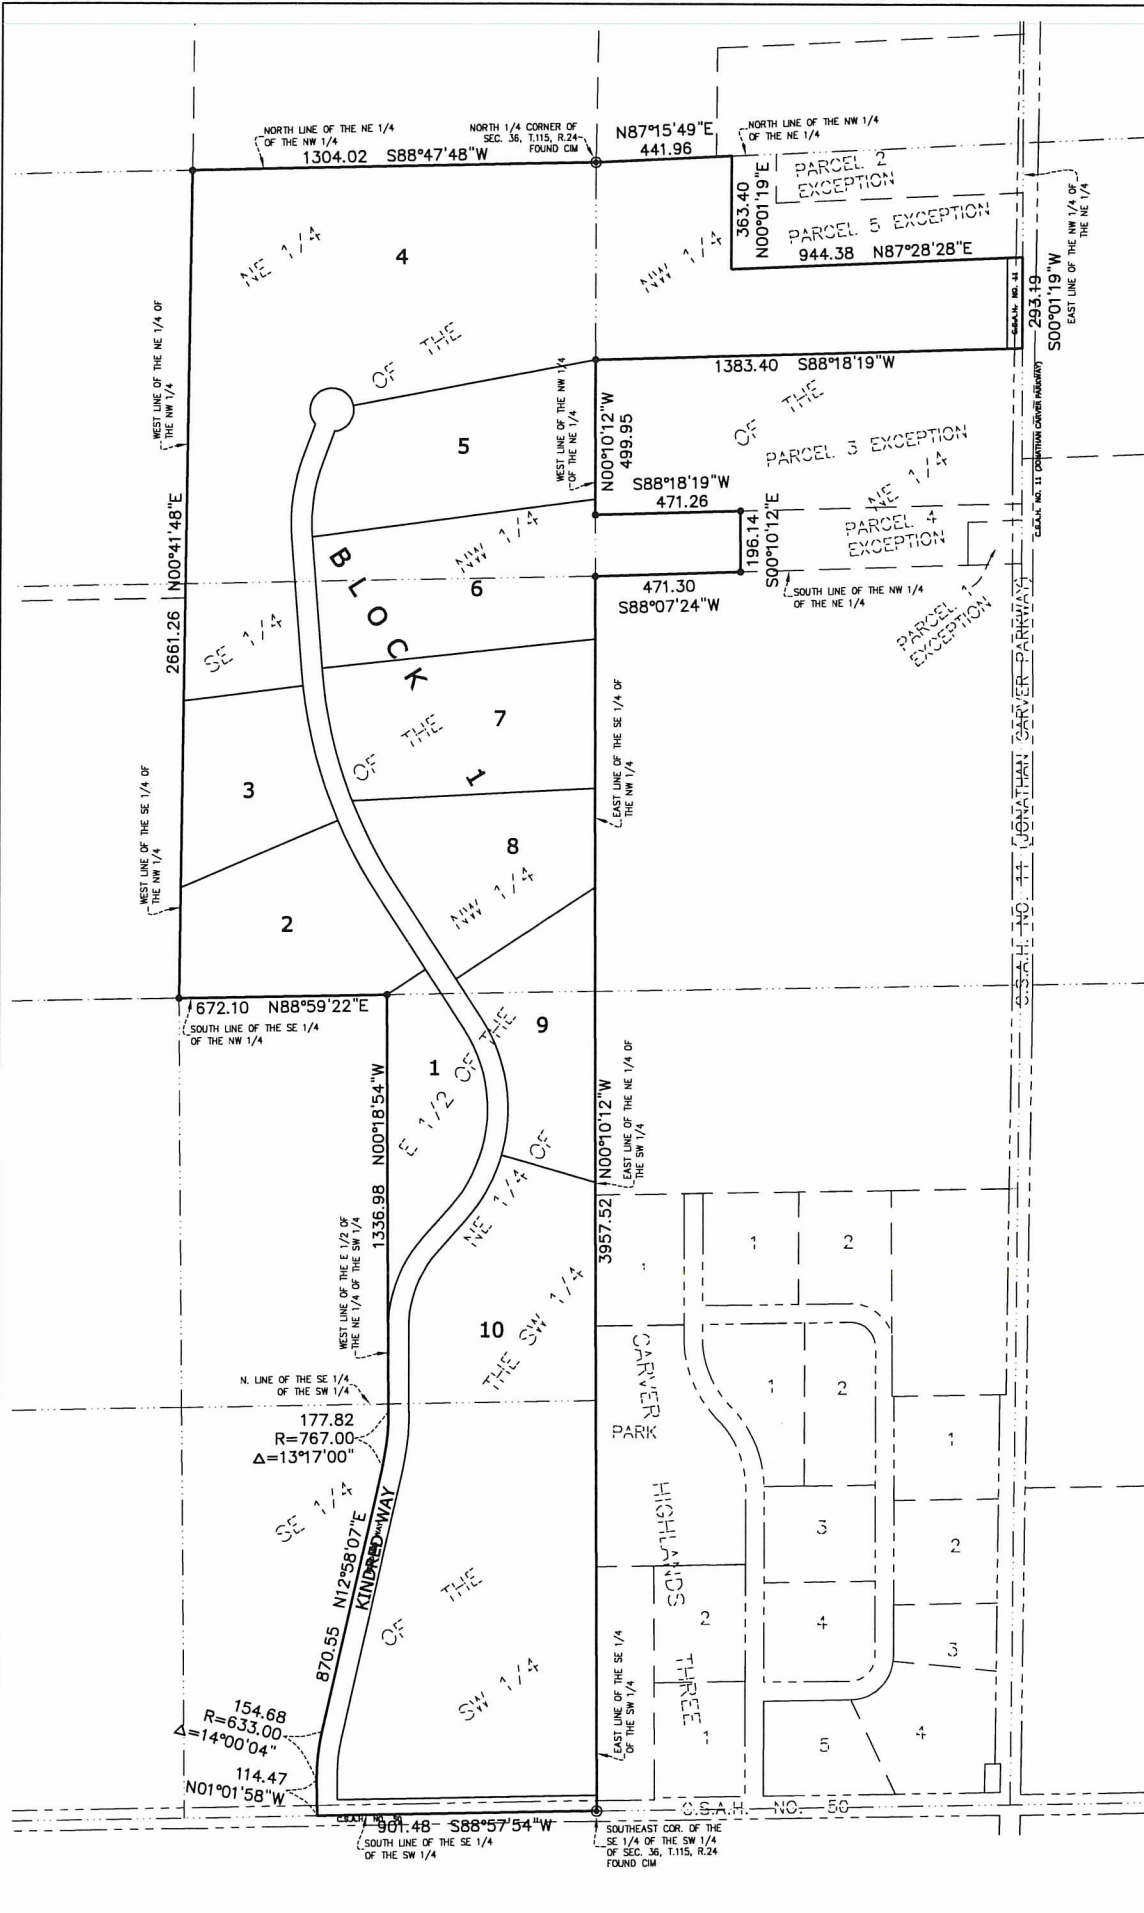 NORTH LINE OF THE NE 1/4
OF THE NW 1/4
1304.02 S88°47'48"W
NORTH 1/4 CORNER OF
SEC. 36, T.115, R.24
FOUND CIM
N87°15'49"E
441.96
NORTH LINE OF THE NW 1/4
OF THE NE 1/4
363.40
N00°01'19"E
PARCEL 2
EXCEPTION
PARCEL 5 EXCEPTION
944.38 N87°28'28"E
EAST LINE OF THE NW 1/4 OF
THE NE 1/4
NE 1/4
4
NW 1/4
C.S.A.H. NO. 11
293.19
S00°01'19"W
OF THE
1383.40 S88°18'19"W
OF THE
WEST LINE OF THE NE 1/4 OF
THE NW 1/4
5
WEST LINE OF THE NW 1/4
OF THE NE 1/4
N00°10'12"W
499.95
PARCEL 3 EXCEPTION
NE 1/4
C.S.A.H. NO. 11 (JONATHAN CARVER PARKWAY)
S88°18'19"W
471.26
196.14
S00°10'12"E
PARCEL 4
EXCEPTION
2661.26 N00°41'48"E
BLOCK
1
NW 1/4
6
471.30
S88°07'24"W
SOUTH LINE OF THE NW 1/4
OF THE NE 1/4
PARCEL 1
EXCEPTION
SE 1/4
C.S.A.H. NO. 11 (JONATHAN CARVER PARKWAY)
OF THE
7
EAST LINE OF THE SE 1/4 OF
THE NW 1/4
3
WEST LINE OF THE SE 1/4 OF
THE NW 1/4
8
NW 1/4
2
672.10 N88°59'22"E
SOUTH LINE OF THE SE 1/4
OF THE NW 1/4
9
1
E 1/2 OF THE
1336.98 N00°18'54"W
3957.52 N00°10'12"W
EAST LINE OF THE NE 1/4 OF
THE SW 1/4
NE 1/4 OF
WEST LINE OF THE E 1/2 OF
THE NE 1/4 OF THE SW 1/4
10
THE SW 1/4
1
1
2
1
2
1
CARVER
PARK
HIGHLANDS
THREE
N. LINE OF THE SE 1/4
OF THE SW 1/4
177.82
R=767.00
Δ=13°17'00"
SE 1/4
870.55 N12°58'07"E
KINDRED WAY
OF THE
SW 1/4
3
2
2
4
3
1
5
4
154.68
R=633.00
Δ=14°00'04"
114.47
N01°01'58"W
EAST LINE OF THE SE 1/4
OF THE SW 1/4
C.S.A.H. NO. 50
901.48 S88°57'54"W
SOUTH LINE OF THE SE 1/4
OF THE SW 1/4
C.S.A.H. NO. 50
SOUTHEAST COR. OF THE
SE 1/4 OF THE SW 1/4
OF SEC. 36, T.115, R.24
FOUND CIM